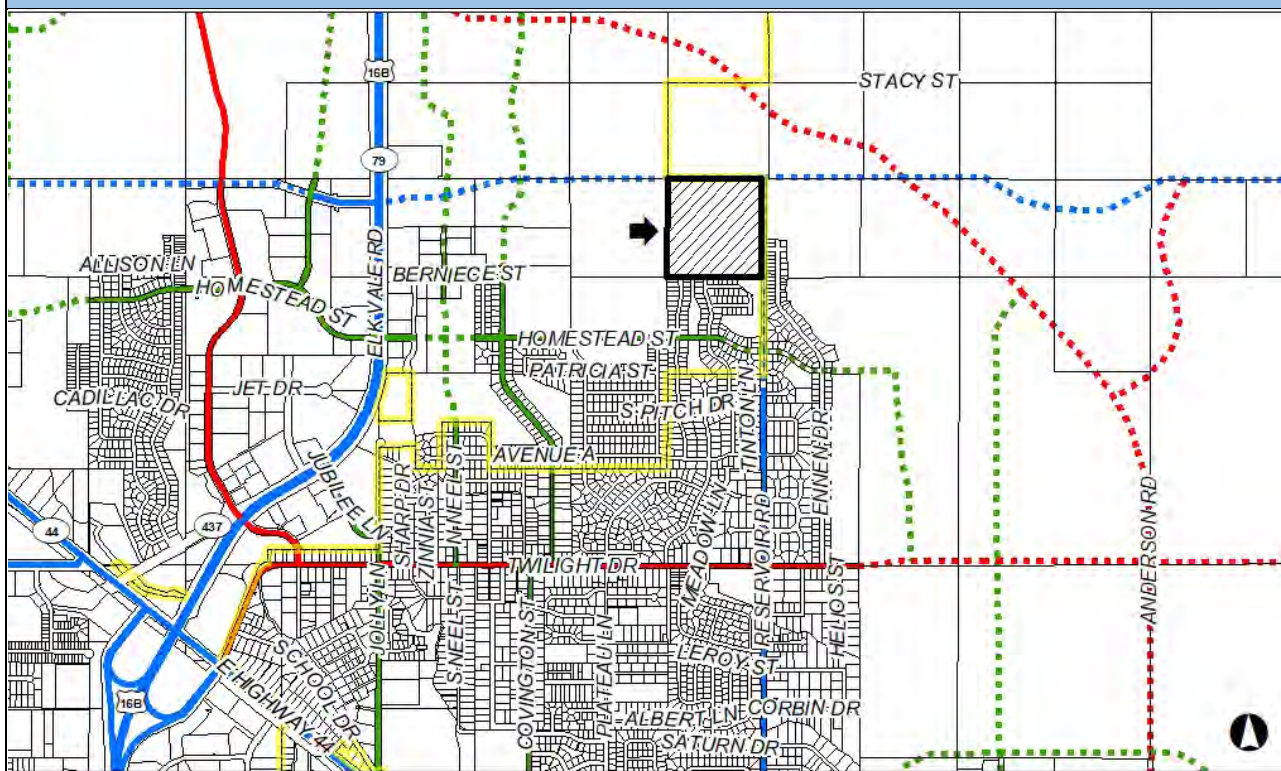 16B
STACY ST
79
ELK VALE RD
ALLISON LN
BERNIECE ST
HOMESTEAD ST
HOMESTEAD ST
PATRICIA ST
JET DR
CADILLAC DR
S PITCH DR
TINTON LN
AVENUE A
ENNEN DR
JUBILEE LN
SHARP DR
ZINNIA ST
N NEEL ST
MEADOW LN
RESERVOIR RD
ANDERSON RD
44
437
TWILIGHT DR
HELOS ST
JOLLY LN
S NEEL ST
COVINGTON ST
PLATEAU LN
LEROY ST
SCHOOL DR
E HIGHWAY 44
16B
ALBERT LN
CORBIN DR
SATURN DR